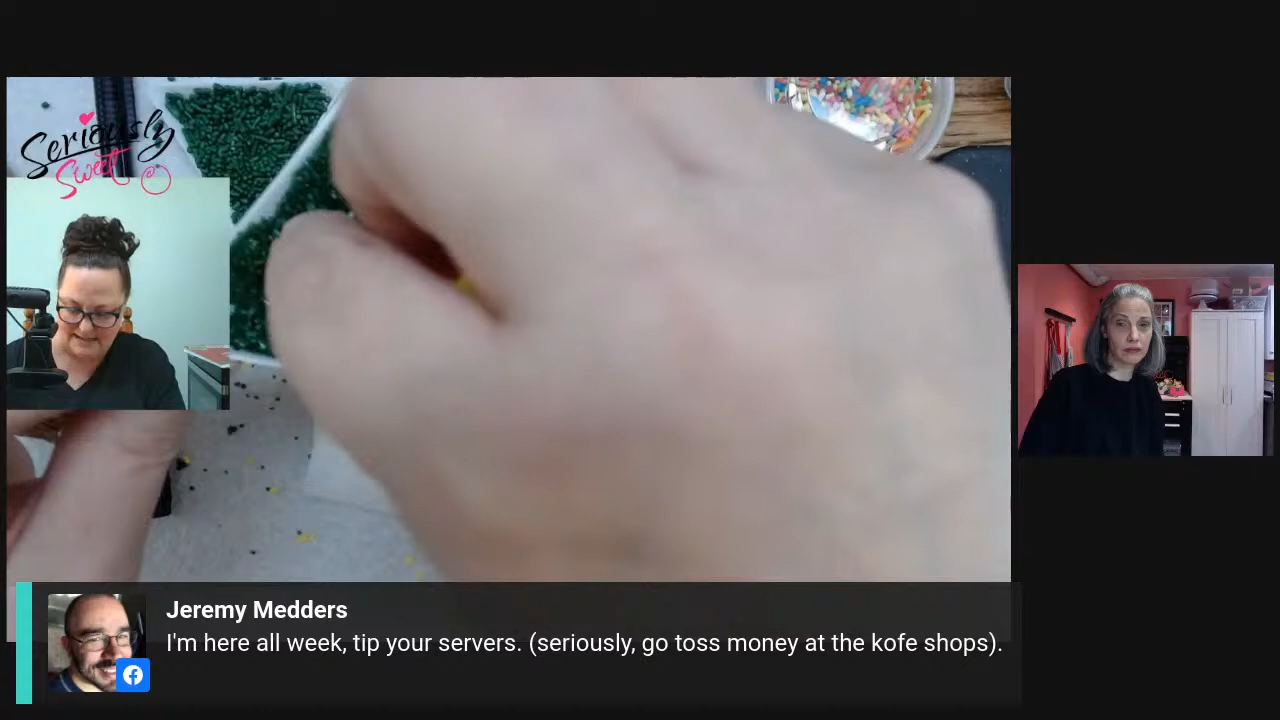 Seriously
Sweet
Jeremy Medders
I'm here all week, tip your servers. (seriously, go toss money at the kofe shops).